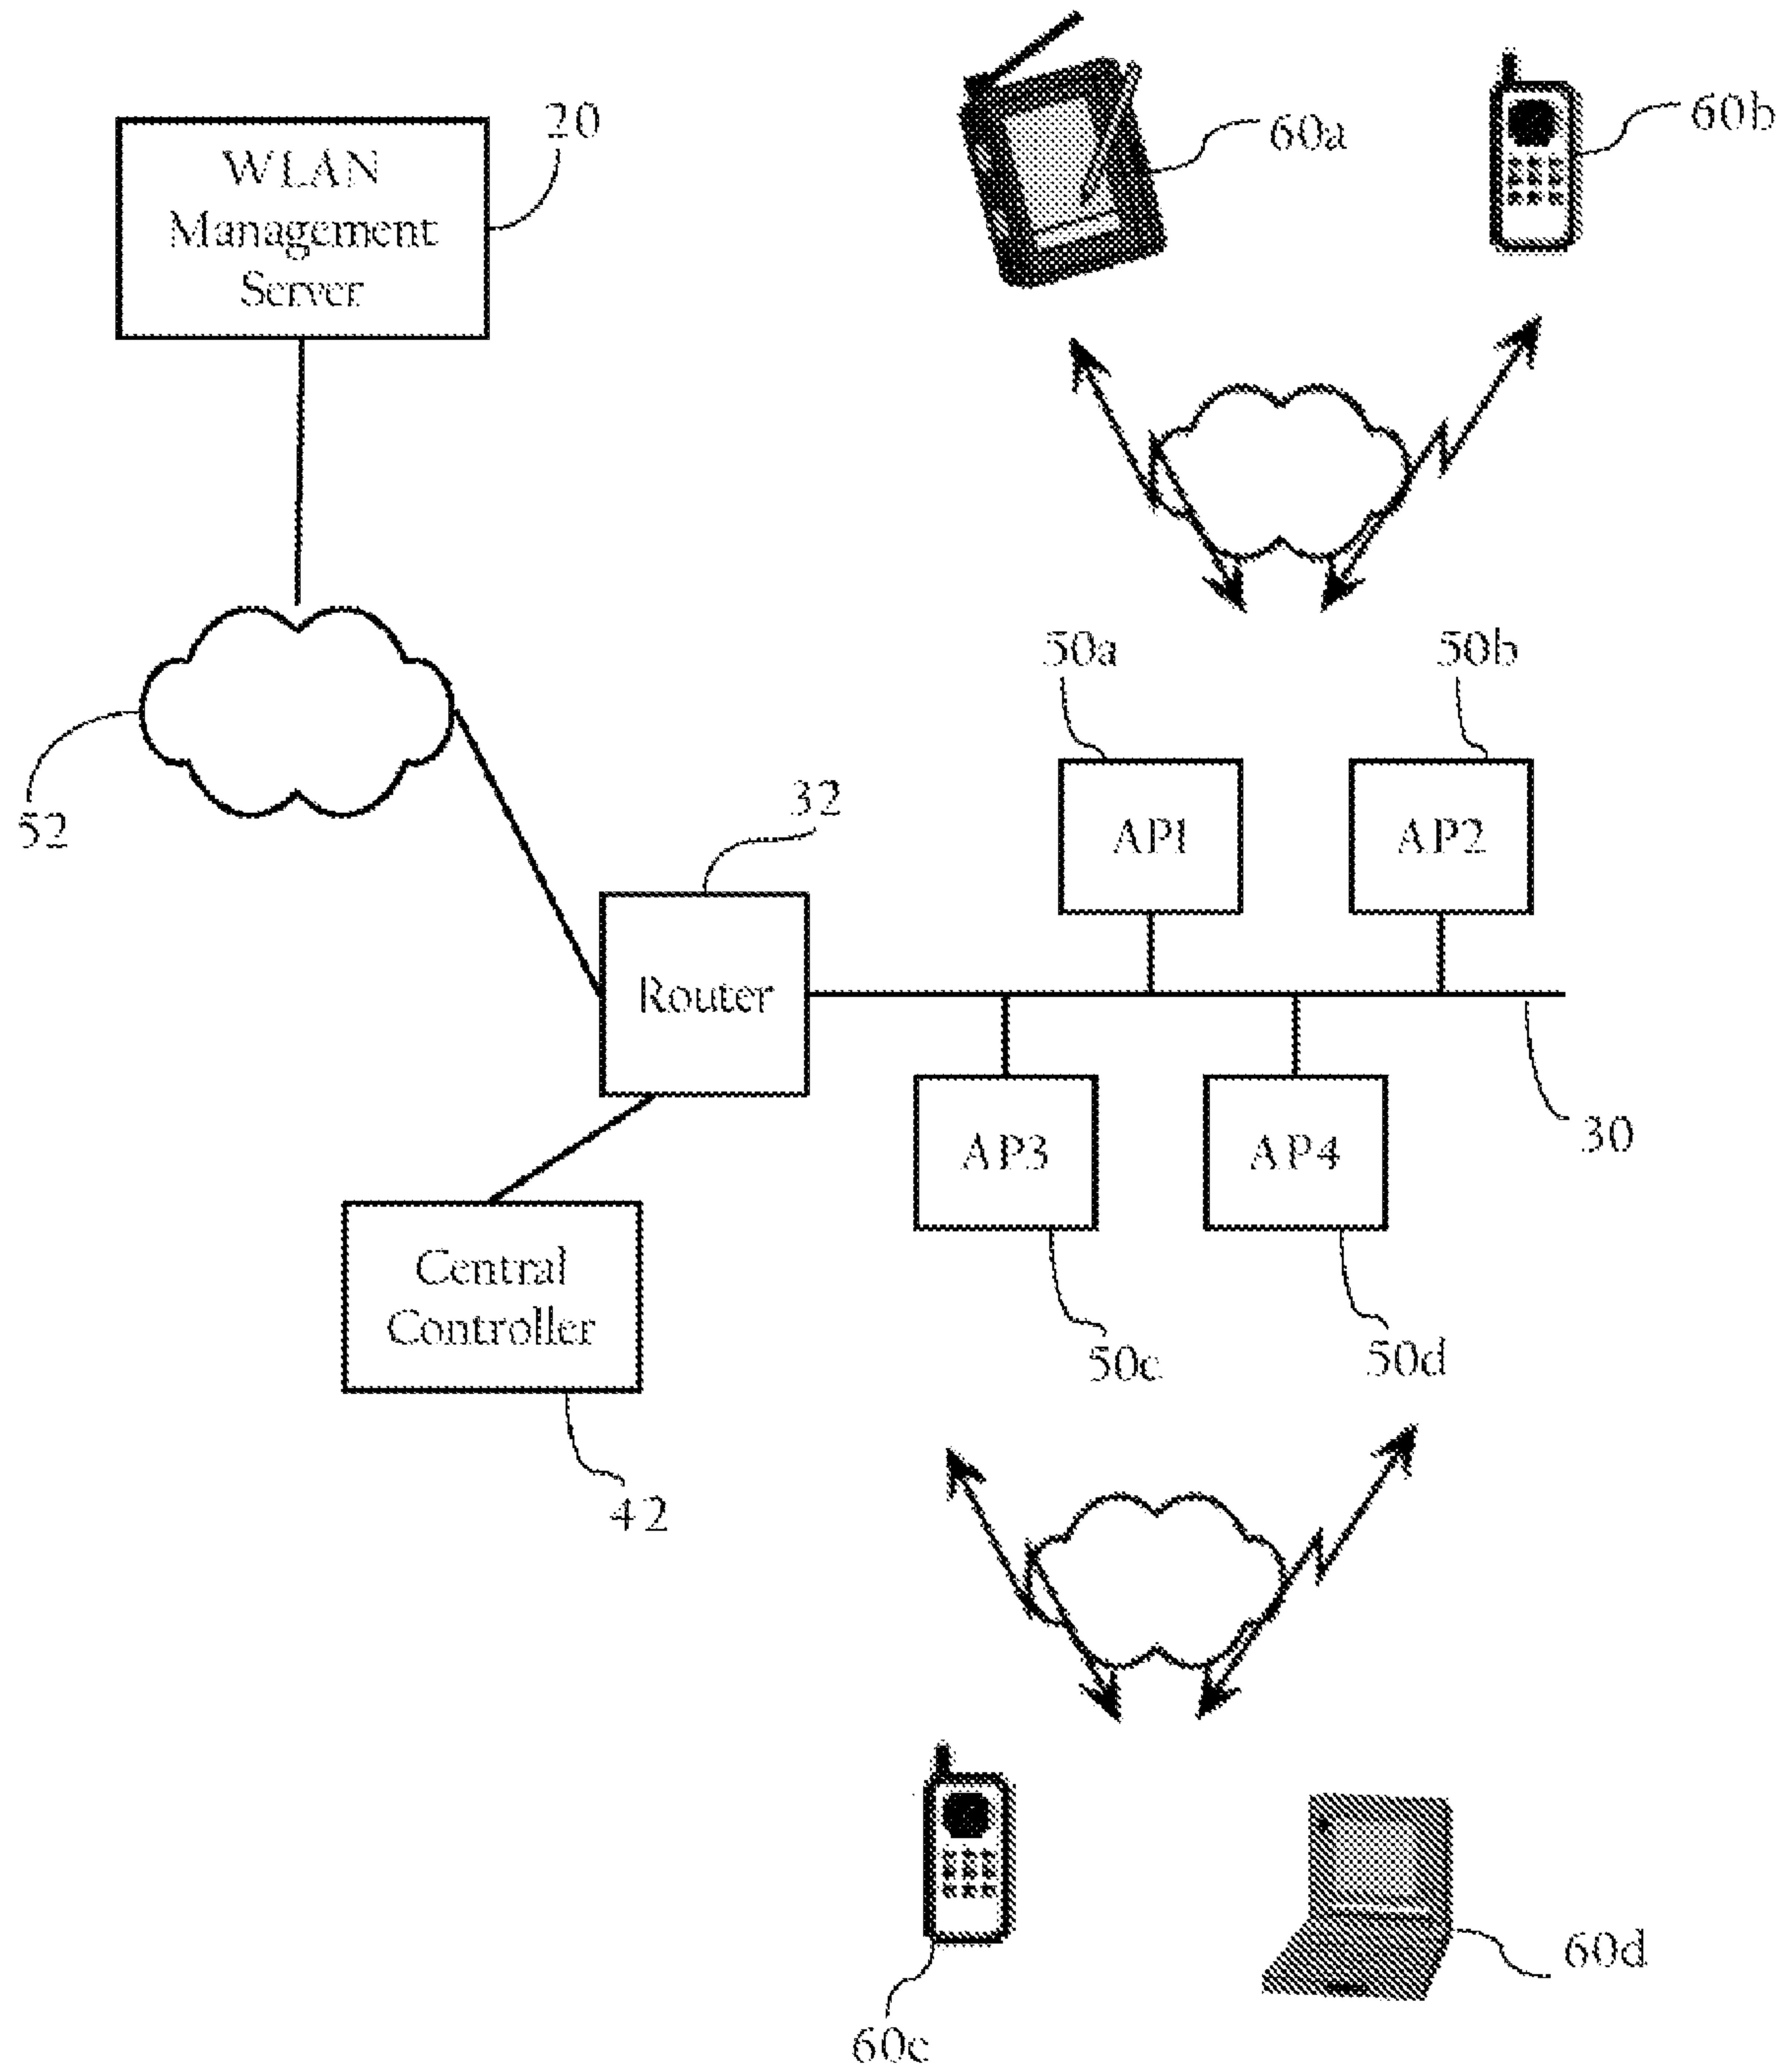 20
WLAN
Management
Server
60a
60b
52
32
50a
50b
AP1
AP2
Router
30
AP3
AP4
Central
Controller
50c
50d
42
60c
60d